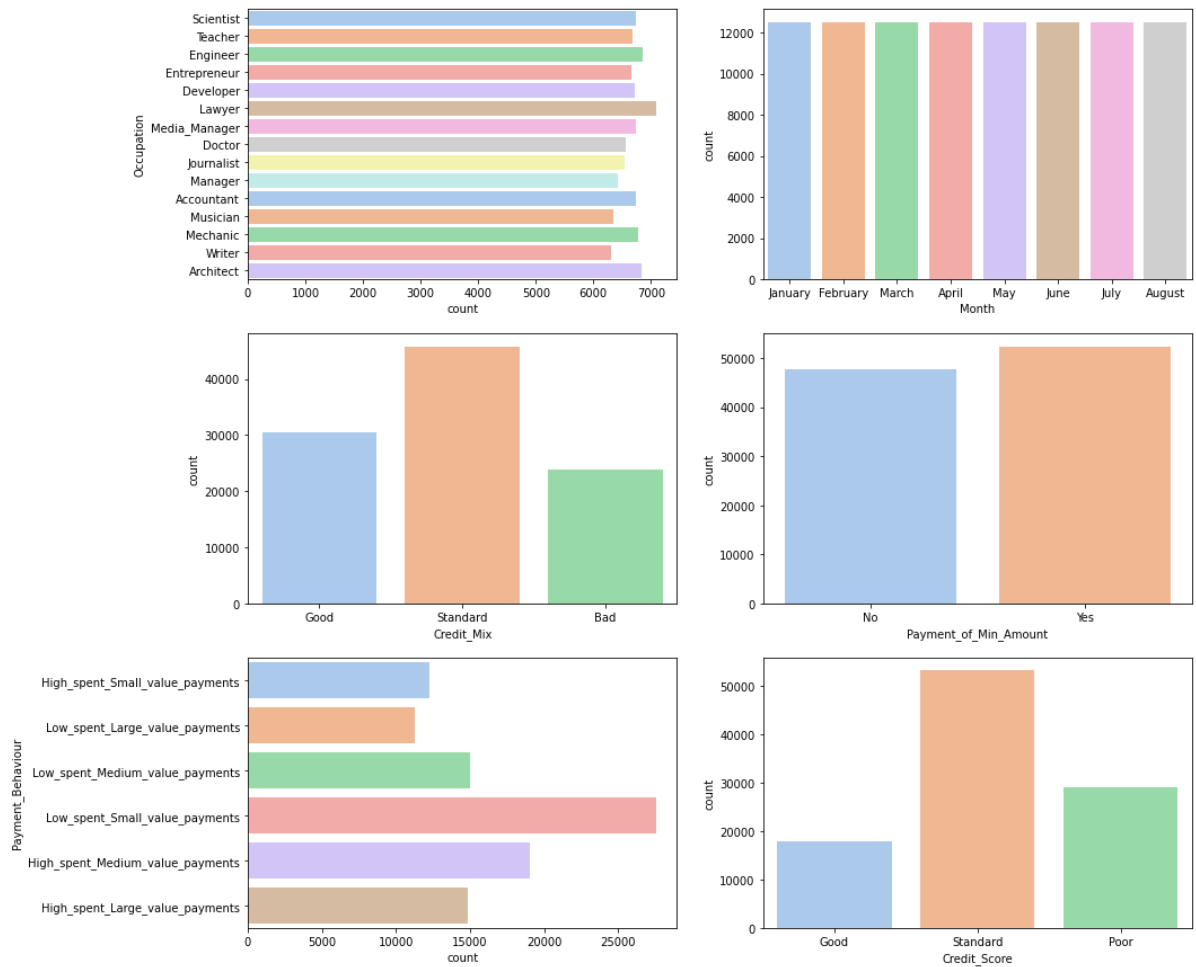 Occupation
Scientist
Teacher
Engineer
Entrepreneur
Developer
Lawyer
Media_Manager
Doctor
Journalist
Manager
Accountant
Musician
Mechanic
Writer
Architect
0 1000 2000 3000 4000 5000 6000 7000
count
count
12000
10000
8000
6000
4000
2000
0
January February March April May June July August
Month
count
40000
30000
20000
10000
0
Good Standard Bad
Credit_Mix
count
50000
40000
30000
20000
10000
0
No Yes
Payment_of_Min_Amount
Payment_Behaviour
High_spent_Small_value_payments
Low_spent_Large_value_payments
Low_spent_Medium_value_payments
Low_spent_Small_value_payments
High_spent_Medium_value_payments
High_spent_Large_value_payments
0 5000 10000 15000 20000 25000
count
count
50000
40000
30000
20000
10000
0
Good Standard Poor
Credit_Score